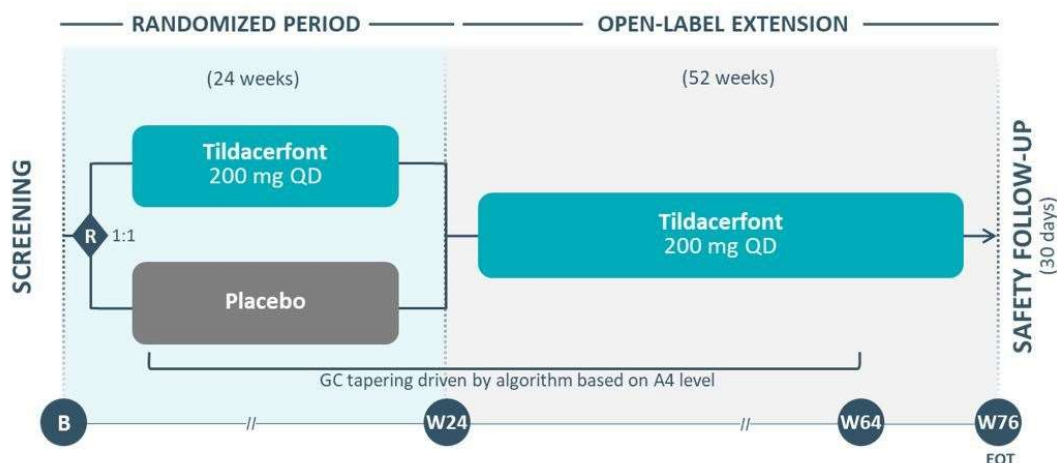 RANDOMIZED PERIOD
OPEN-LABEL EXTENSION
(24 weeks)
(52 weeks)
SCREENING
Tildacerfont
200 mg QD
R
1:1
Placebo
Tildacerfont
200 mg QD
SAFETY FOLLOW-UP
(30 days)
GC tapering driven by algorithm based on A4 level
B
//
W24
//
W64
W76
EOT